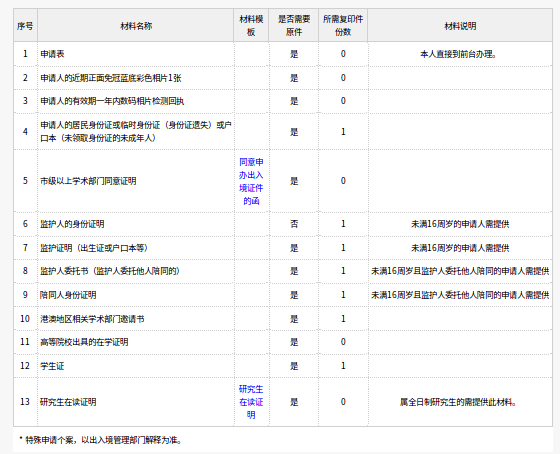 序号 材料名称 材料模板 是否需要原件 所需复印件份数 材料说明
1 申请表 是 0 本人直接到前台办理。
2 申请人的近期正面免冠蓝底彩色相片1张 是 0
3 申请人的有效期一年内数码相片检测回执 是 0
4 申请人的居民身份证或临时身份证（身份证遗失）或户口本（未领取身份证的未成年人） 是 1
5 市级以上学术部门同意证明 同意申办出入境证件的函 是 0
6 监护人的身份证明 否 1 未满16周岁的申请人需提供
7 监护证明（出生证或户口本等） 是 1 未满16周岁的申请人需提供
8 监护人委托书（监护人委托他人陪同的） 是 1 未满16周岁且监护人委托他人陪同的申请人需提供
9 陪同人身份证明 是 1 未满16周岁且监护人委托他人陪同的申请人需提供
10 港澳地区相关学术部门邀请书 是 1
11 高等院校出具的在学证明 是 0
12 学生证 是 1
13 研究生在读证明 研究生在读证明 是 0 属全日制研究生的需提供此材料。
* 特殊申请个案，以出入境管理部门解释为准。